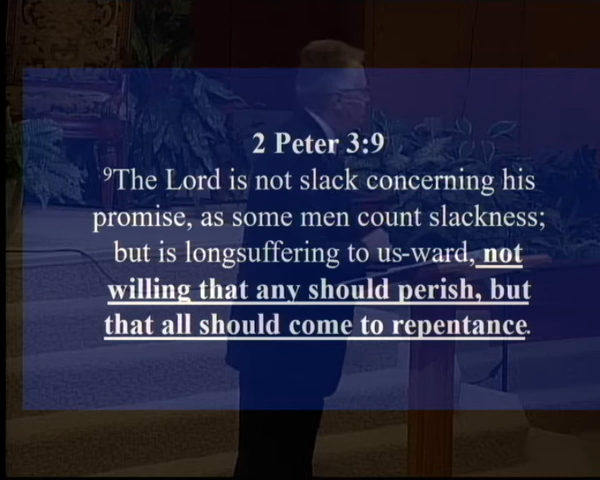 2 Peter 3:9
⁹The Lord is not slack concerning his
promise, as some men count slackness;
but is longsuffering to us-ward, not
willing that any should perish, but
that all should come to repentance.